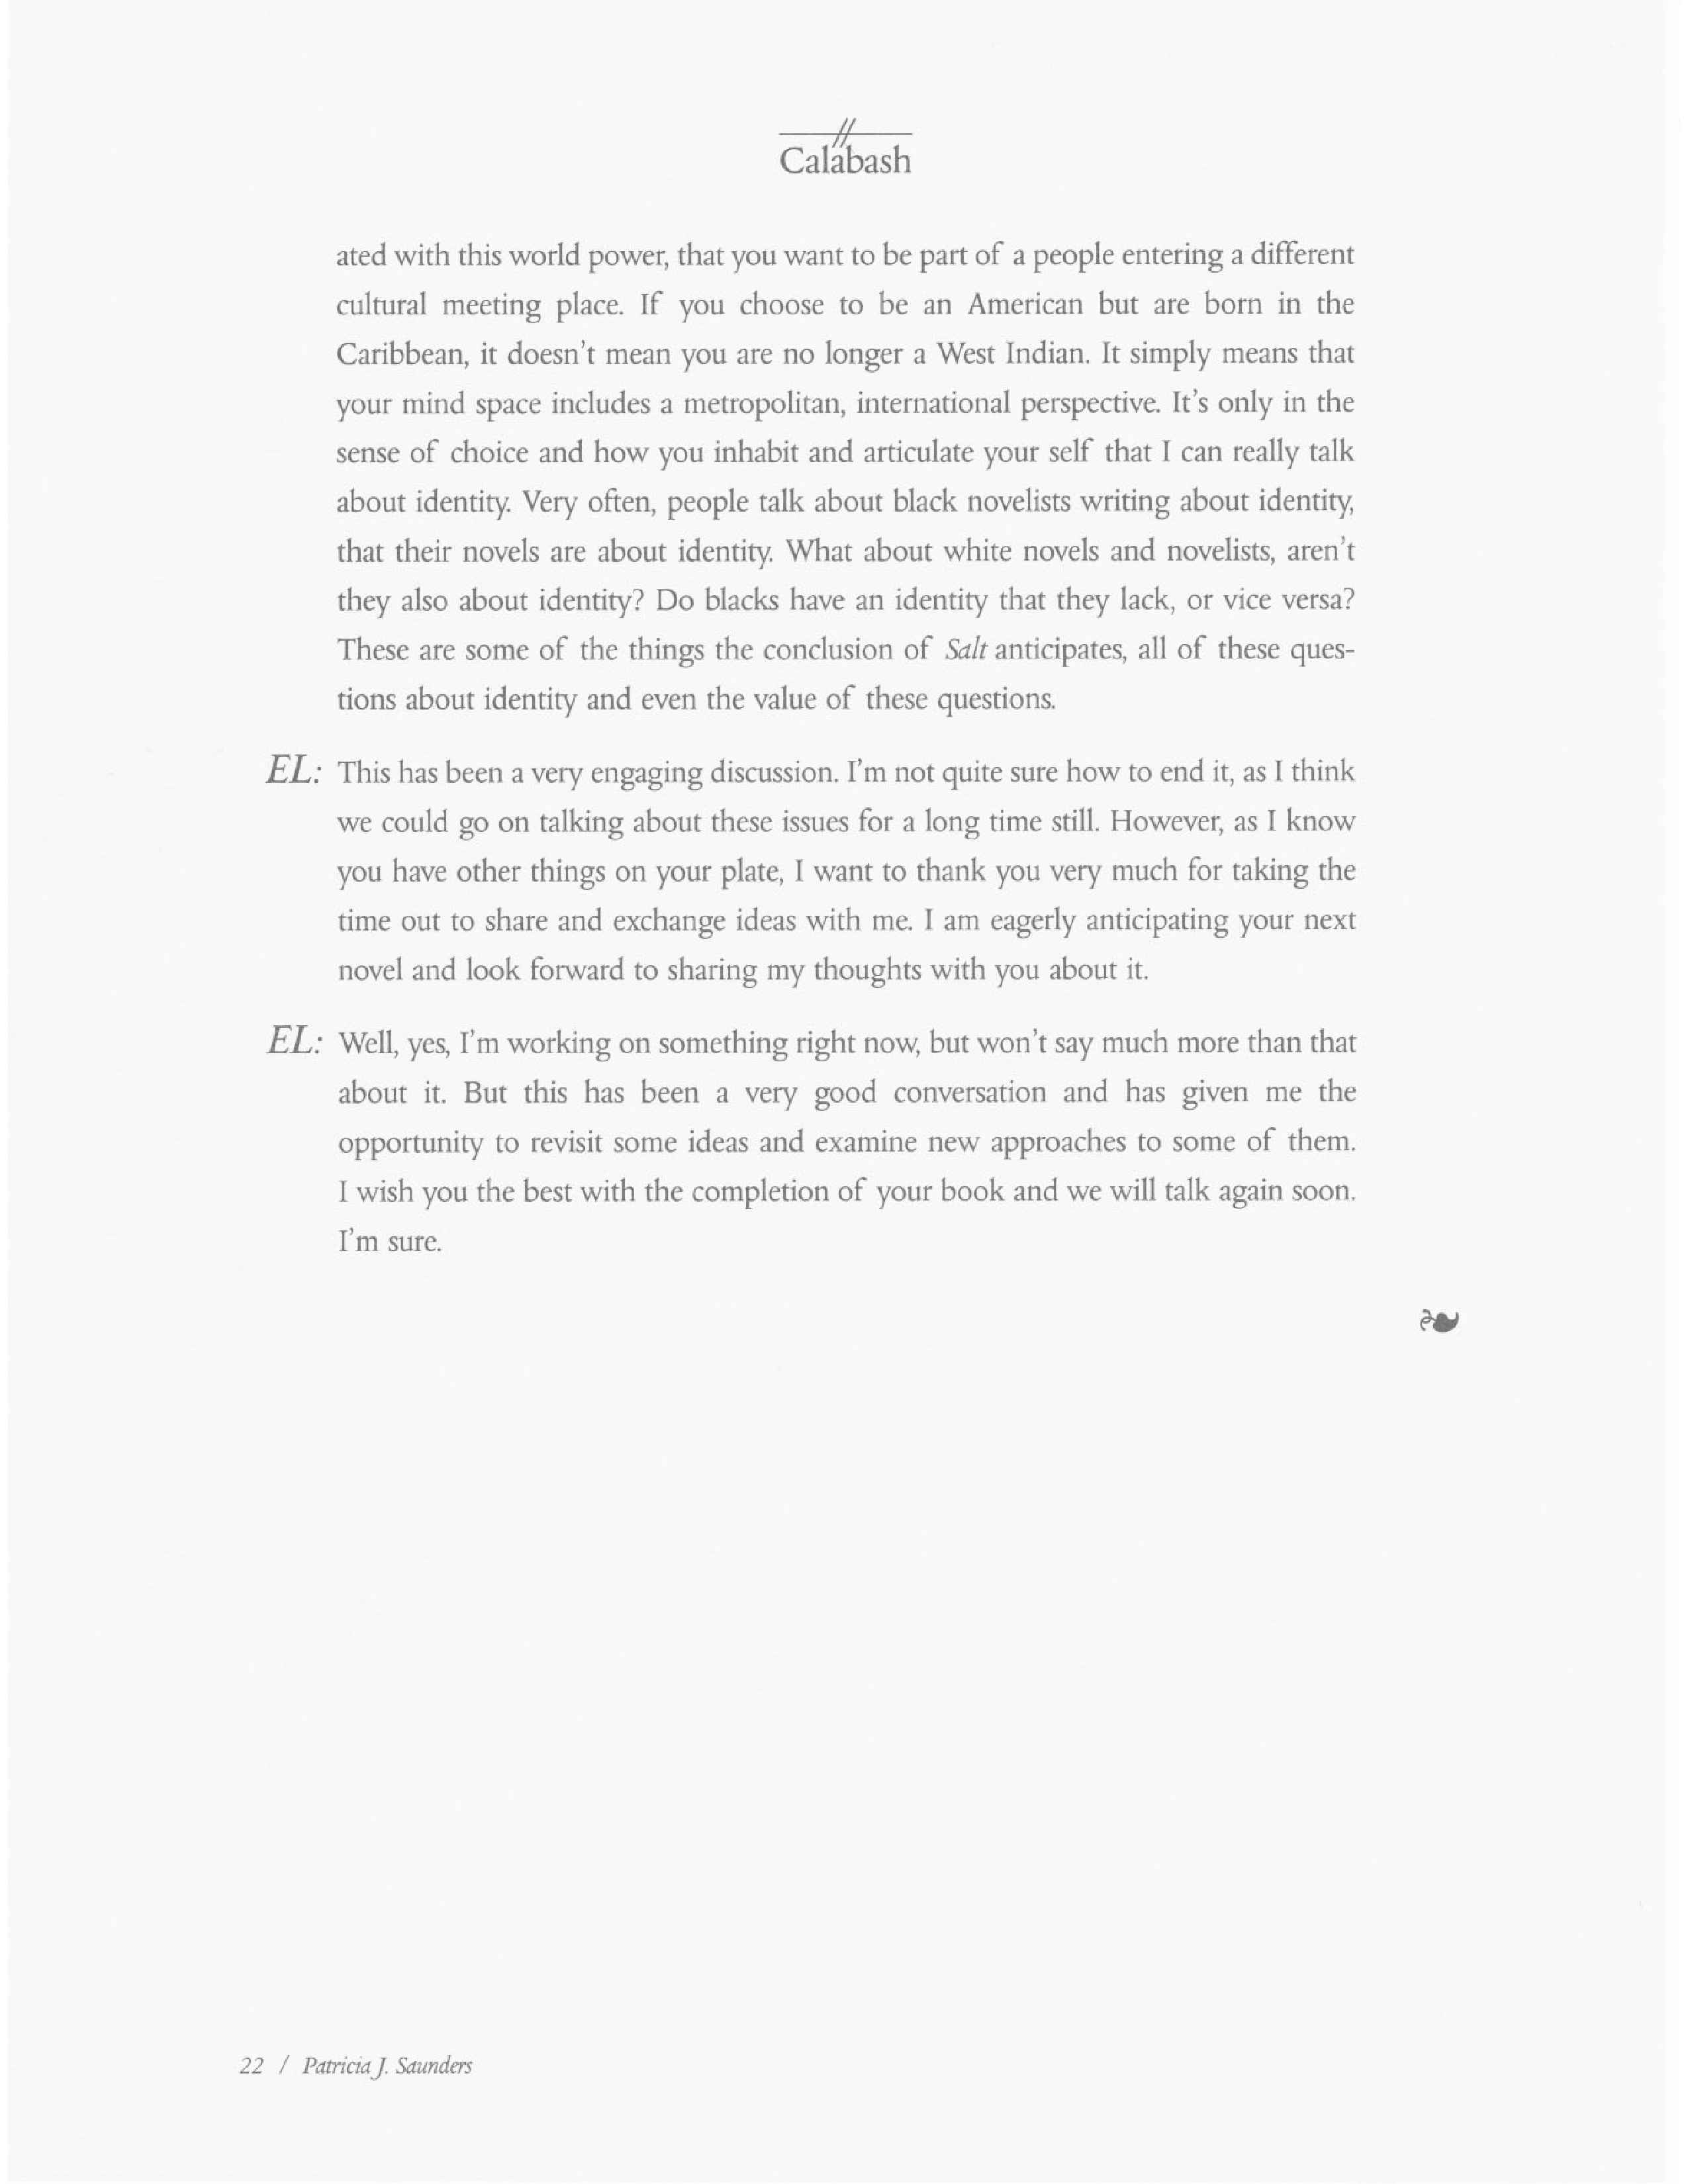 Calabash
ated with this world power, that you want to be part of a people entering a different
cultural meeting place. If you choose to be an American but are born in the
Caribbean, it doesn't mean you are no longer a West Indian. It simply means that
your mind space includes a metropolitan, international perspective. It's only in the
sense of choice and how you inhabit and articulate your self that I can really talk
about identity. Very often, people talk about black novelists writing about identity,
that their novels are about identity. What about white novels and novelists, aren't
they also about identity? Do blacks have an identity that they lack, or vice versa?
These are some of the things the conclusion of Salt anticipates, all of these ques-
tions about identity and even the value of these questions.
EL: This has been a very engaging discussion. I'm not quite sure how to end it, as I think
we could go on talking about these issues for a long time still. However, as I know
you have other things on your plate, I want to thank you very much for taking the
time out to share and exchange ideas with me. I am eagerly anticipating your next
novel and look forward to sharing my thoughts with you about it.
EL: Well, yes, I'm working on something right now, but won't say much more than that
about it. But this has been a very good conversation and has given me the
opportunity to revisit some ideas and examine new approaches to some of them.
I wish you the best with the completion of your book and we will talk again soon.
I'm sure.
22 / Patricia J. Saunders